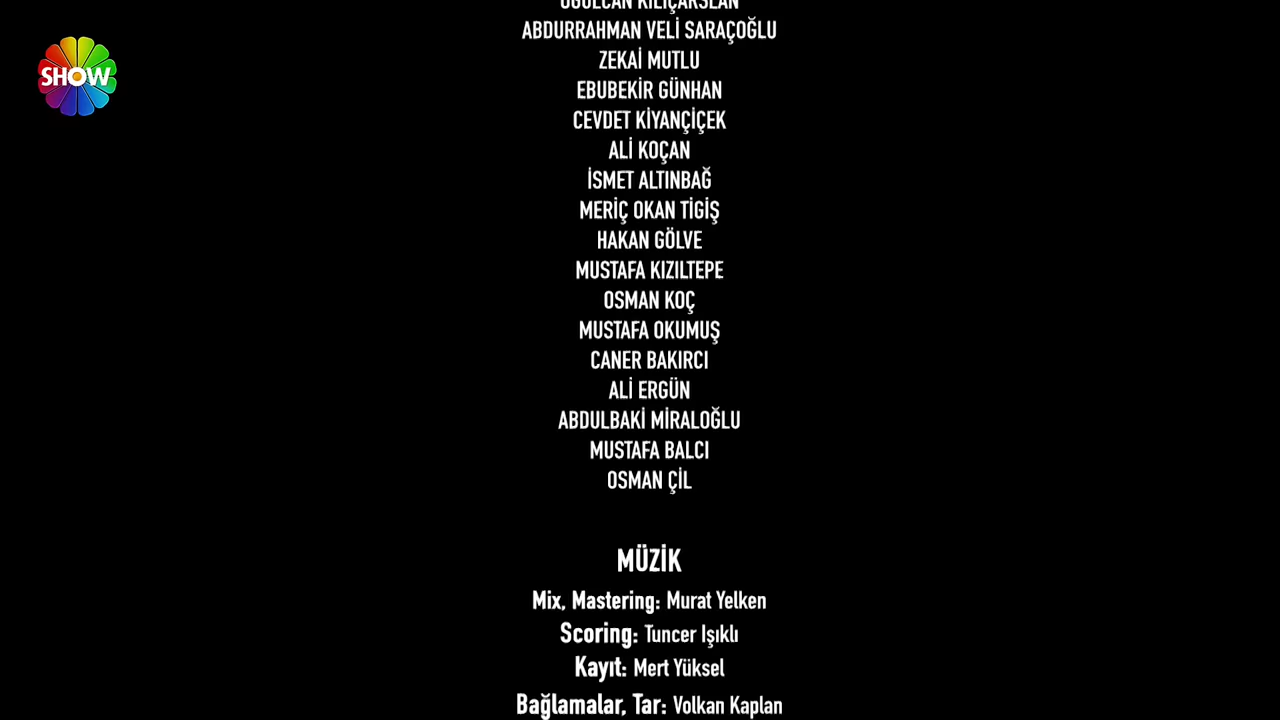 OĞULCAN KILIÇARSLAN
ABDURRAHMAN VELİ SARAÇOĞLU
SHOW
ZEKAİ MUTLU
EBUBEKİR GÜNHAN
CEVDET KİYANÇİÇEK
ALİ KOÇAN
İSMET ALTINBAĞ
MERİÇ OKAN TİGİŞ
HAKAN GÖLVE
MUSTAFA KIZILTEPE
OSMAN KOÇ
MUSTAFA OKUMUŞ
CANER BAKIRCI
ALİ ERGÜN
ABDULBAKİ MİRALOĞLU
MUSTAFA BALCI
OSMAN ÇİL
MÜZİK
Mix, Mastering: Murat Yelken
Scoring: Tuncer Işıklı
Kayıt: Mert Yüksel
Bağlamalar, Tar: Volkan Kaplan